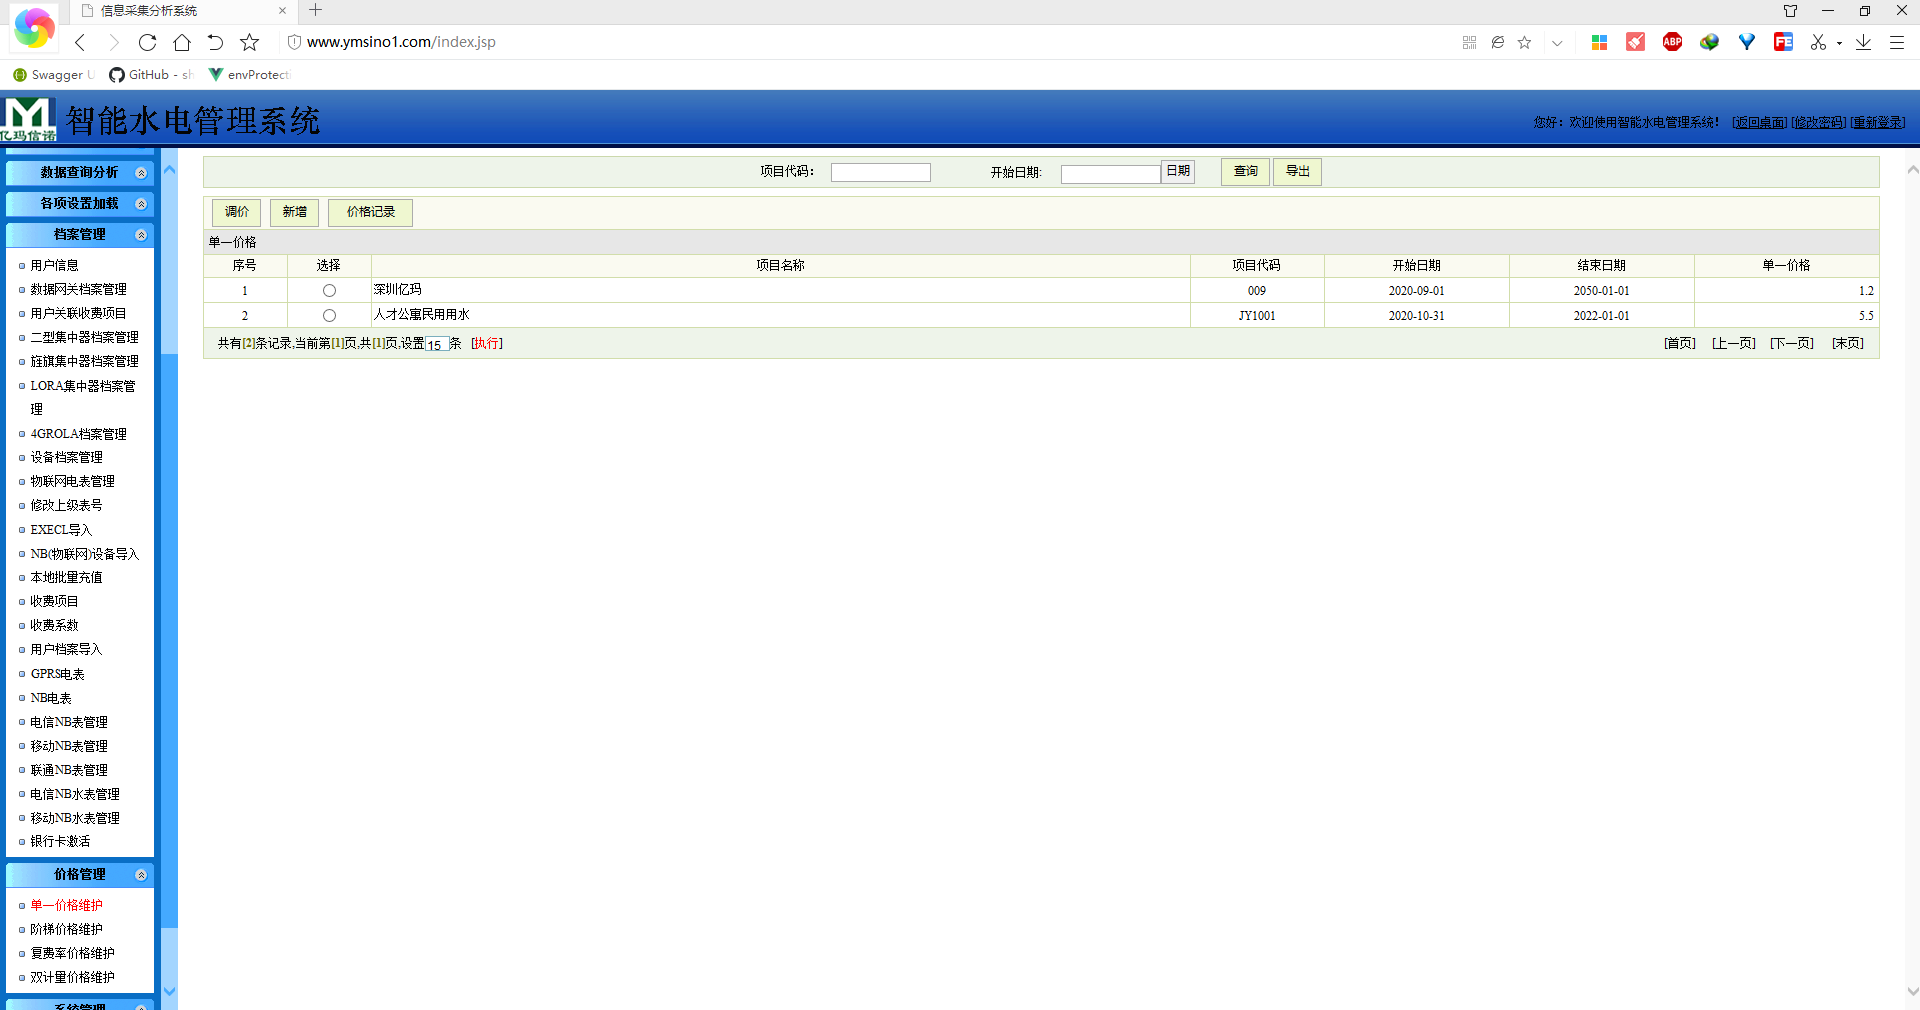 信息采集分析系统
www.ymsino1.com/index.jsp
ABP
FE
Swagger U
GitHub - sh
envProtecti
M
亿玛信诺
智能水电管理系统
您好：欢迎使用智能水电管理系统! [返回桌面] [修改密码] [重新登录]
数据查询分析
各项设置加载
档案管理
用户信息
数据网关档案管理
用户关联收费项目
二型集中器档案管理
旌旗集中器档案管理
LORA集中器档案管
理
4GROLA档案管理
设备档案管理
物联网电表管理
修改上级表号
EXECL导入
NB(物联网)设备导入
本地批量充值
收费项目
收费系数
用户档案导入
GPRS电表
NB电表
电信NB表管理
移动NB表管理
联通NB表管理
电信NB水表管理
移动NB水表管理
银行卡激活
价格管理
单一价格维护
阶梯价格维护
复费率价格维护
双计量价格维护
系统管理
项目代码： 开始日期: 日期 查询 导出
调价 新增 价格记录
单一价格
序号 选择 项目名称 项目代码 开始日期 结束日期 单一价格
1 深圳亿玛 009 2020-09-01 2050-01-01 1.2
2 人才公寓民用用水 JY1001 2020-10-31 2022-01-01 5.5
共有[2]条记录,当前第[1]页,共[1]页,设置15条 [执行] [首页] [上一页] [下一页] [末页]